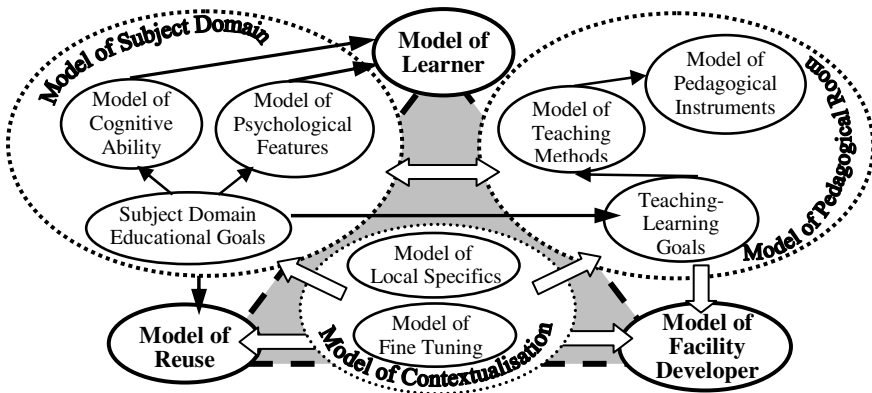 Model of Subject Domain
Model of
Learner
Model of Pedagogical Room
Model of
Cognitive
Ability
Model of
Psychological
Features
Model of
Teaching
Methods
Model of
Pedagogical
Instruments
Subject Domain
Educational Goals
Teaching-
Learning
Goals
Model of
Local Specifics
Model of
Fine Tuning
Model of Contextualisation
Model of
Reuse
Model of
Facility
Developer